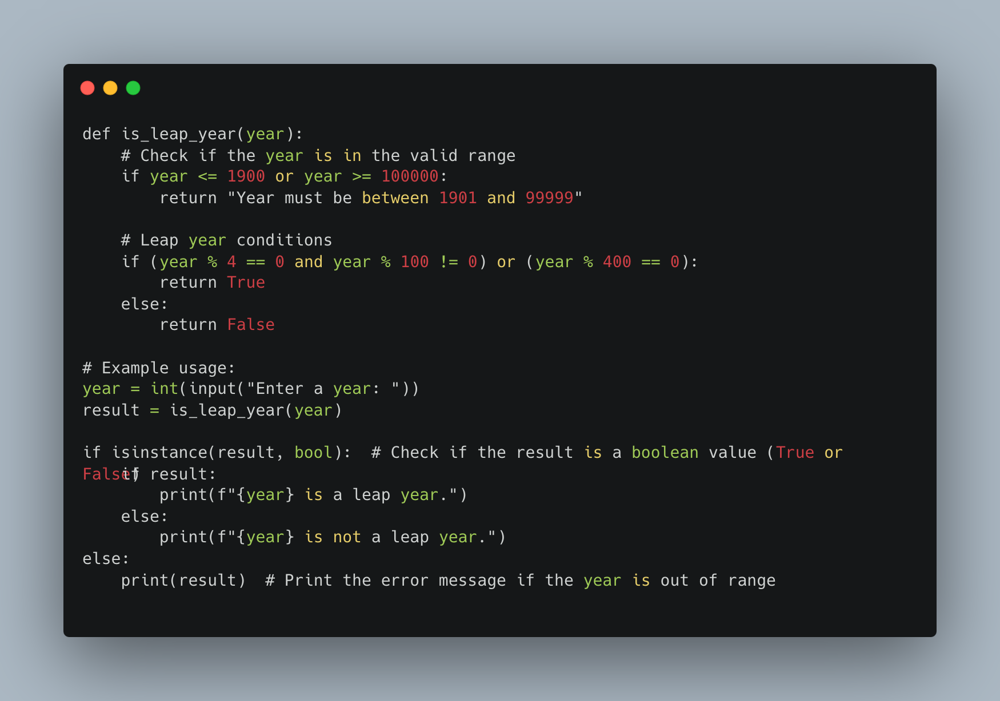 def is_leap_year(year):
    # Check if the year is in the valid range
    if year <= 1900 or year >= 100000:
        return "Year must be between 1901 and 99999"

    # Leap year conditions
    if (year % 4 == 0 and year % 100 != 0) or (year % 400 == 0):
        return True
    else:
        return False

# Example usage:
year = int(input("Enter a year: "))
result = is_leap_year(year)

if isinstance(result, bool):  # Check if the result is a boolean value (True or
False)
    if result:
        print(f"{year} is a leap year.")
    else:
        print(f"{year} is not a leap year.")
else:
    print(result)  # Print the error message if the year is out of range